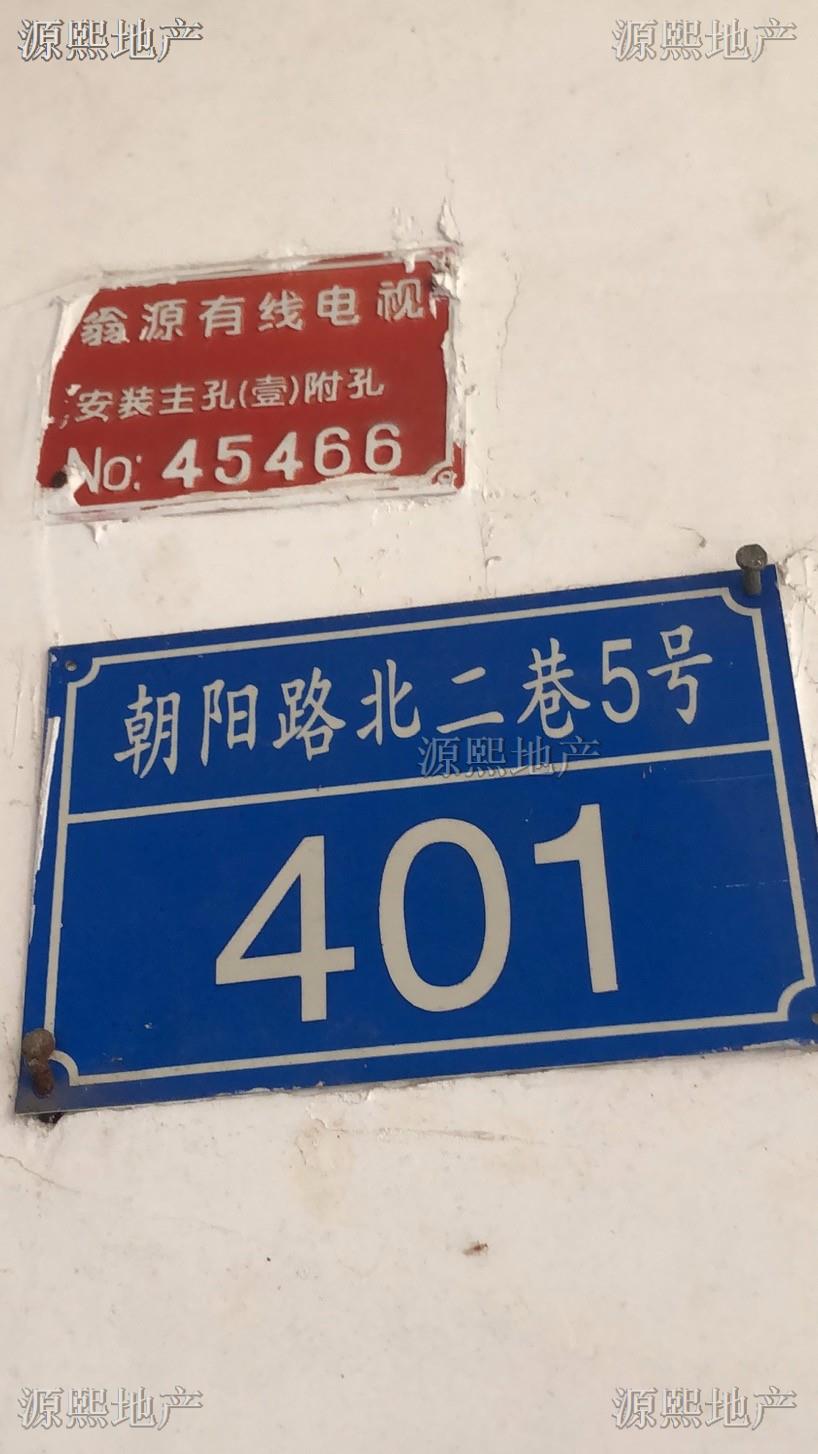 源熙地产 源熙地产
翁源有线电视
安装主孔(壹)附孔
No: 45466
朝阳路北二巷5号
源熙地产
401
源熙地产 源熙地产